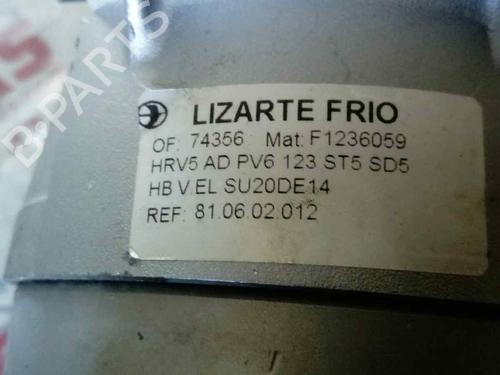 LIZARTE FRIO
OF: 74356 Mat: F1236059
HRV5 AD PV6 123 ST5 SD5
HB V.EL SU20DE14
REF: 81.06.02.012
B-PARTS